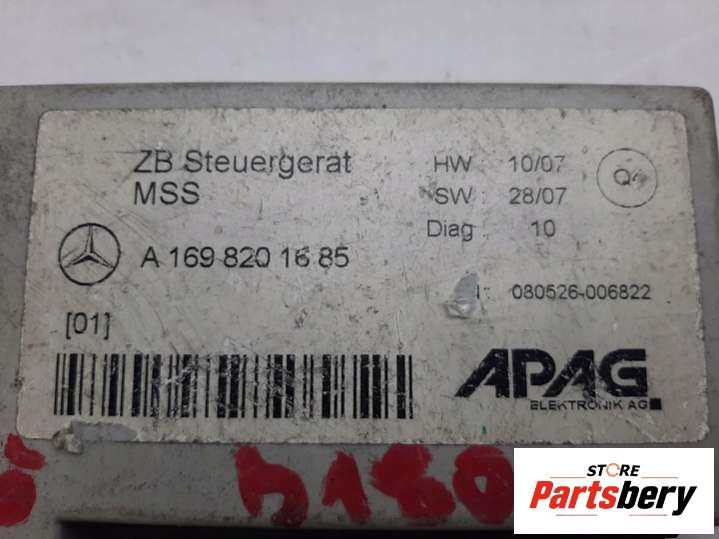 ZB Steuergerat
MSS
HW : 10/07
SW : 28/07
Diag : 10
A 169 820 16 85
080526-006822
[01]
APAG
ELEKTRONIK AG
STORE
Partsbery